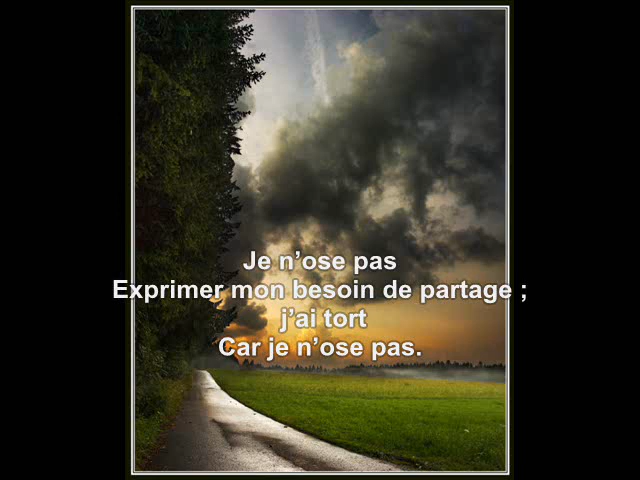 Je n’ose pas
Exprimer mon besoin de partage ;
j’ai tort
Car je n’ose pas.